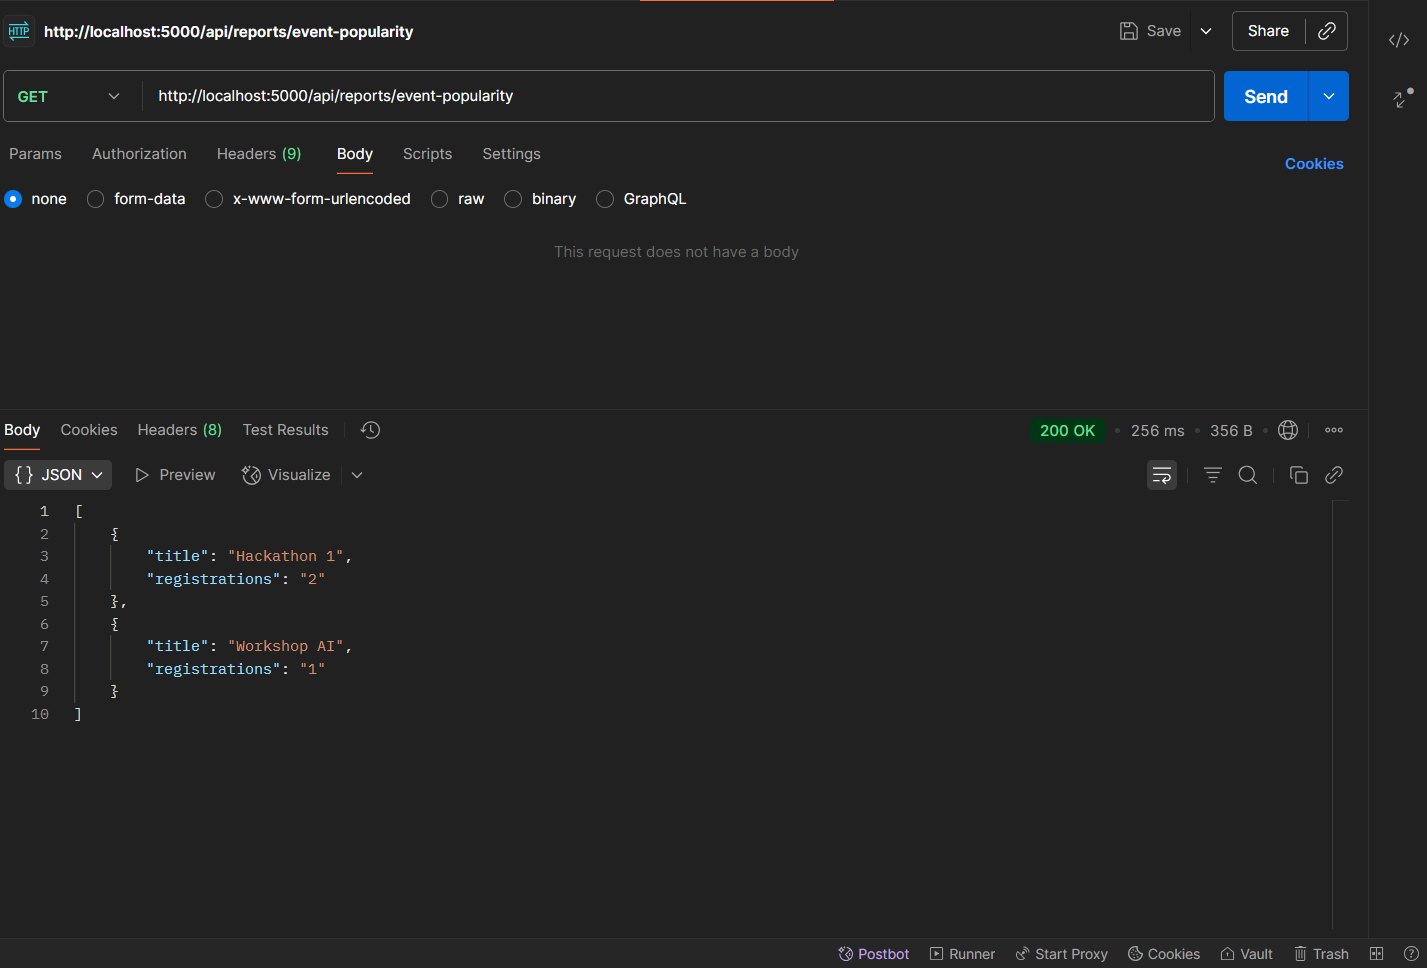 HTTP http://localhost:5000/api/reports/event-popularity Save Share
GET http://localhost:5000/api/reports/event-popularity Send
Params Authorization Headers (9) Body Scripts Settings Cookies
none form-data x-www-form-urlencoded raw binary GraphQL
This request does not have a body
Body Cookies Headers (8) Test Results 200 OK • 256 ms • 356 B •
{} JSON Preview Visualize
1 [
2 {
3 "title": "Hackathon 1",
4 "registrations": "2"
5 },
6 {
7 "title": "Workshop AI",
8 "registrations": "1"
9 }
10 ]
Postbot Runner Start Proxy Cookies Vault Trash